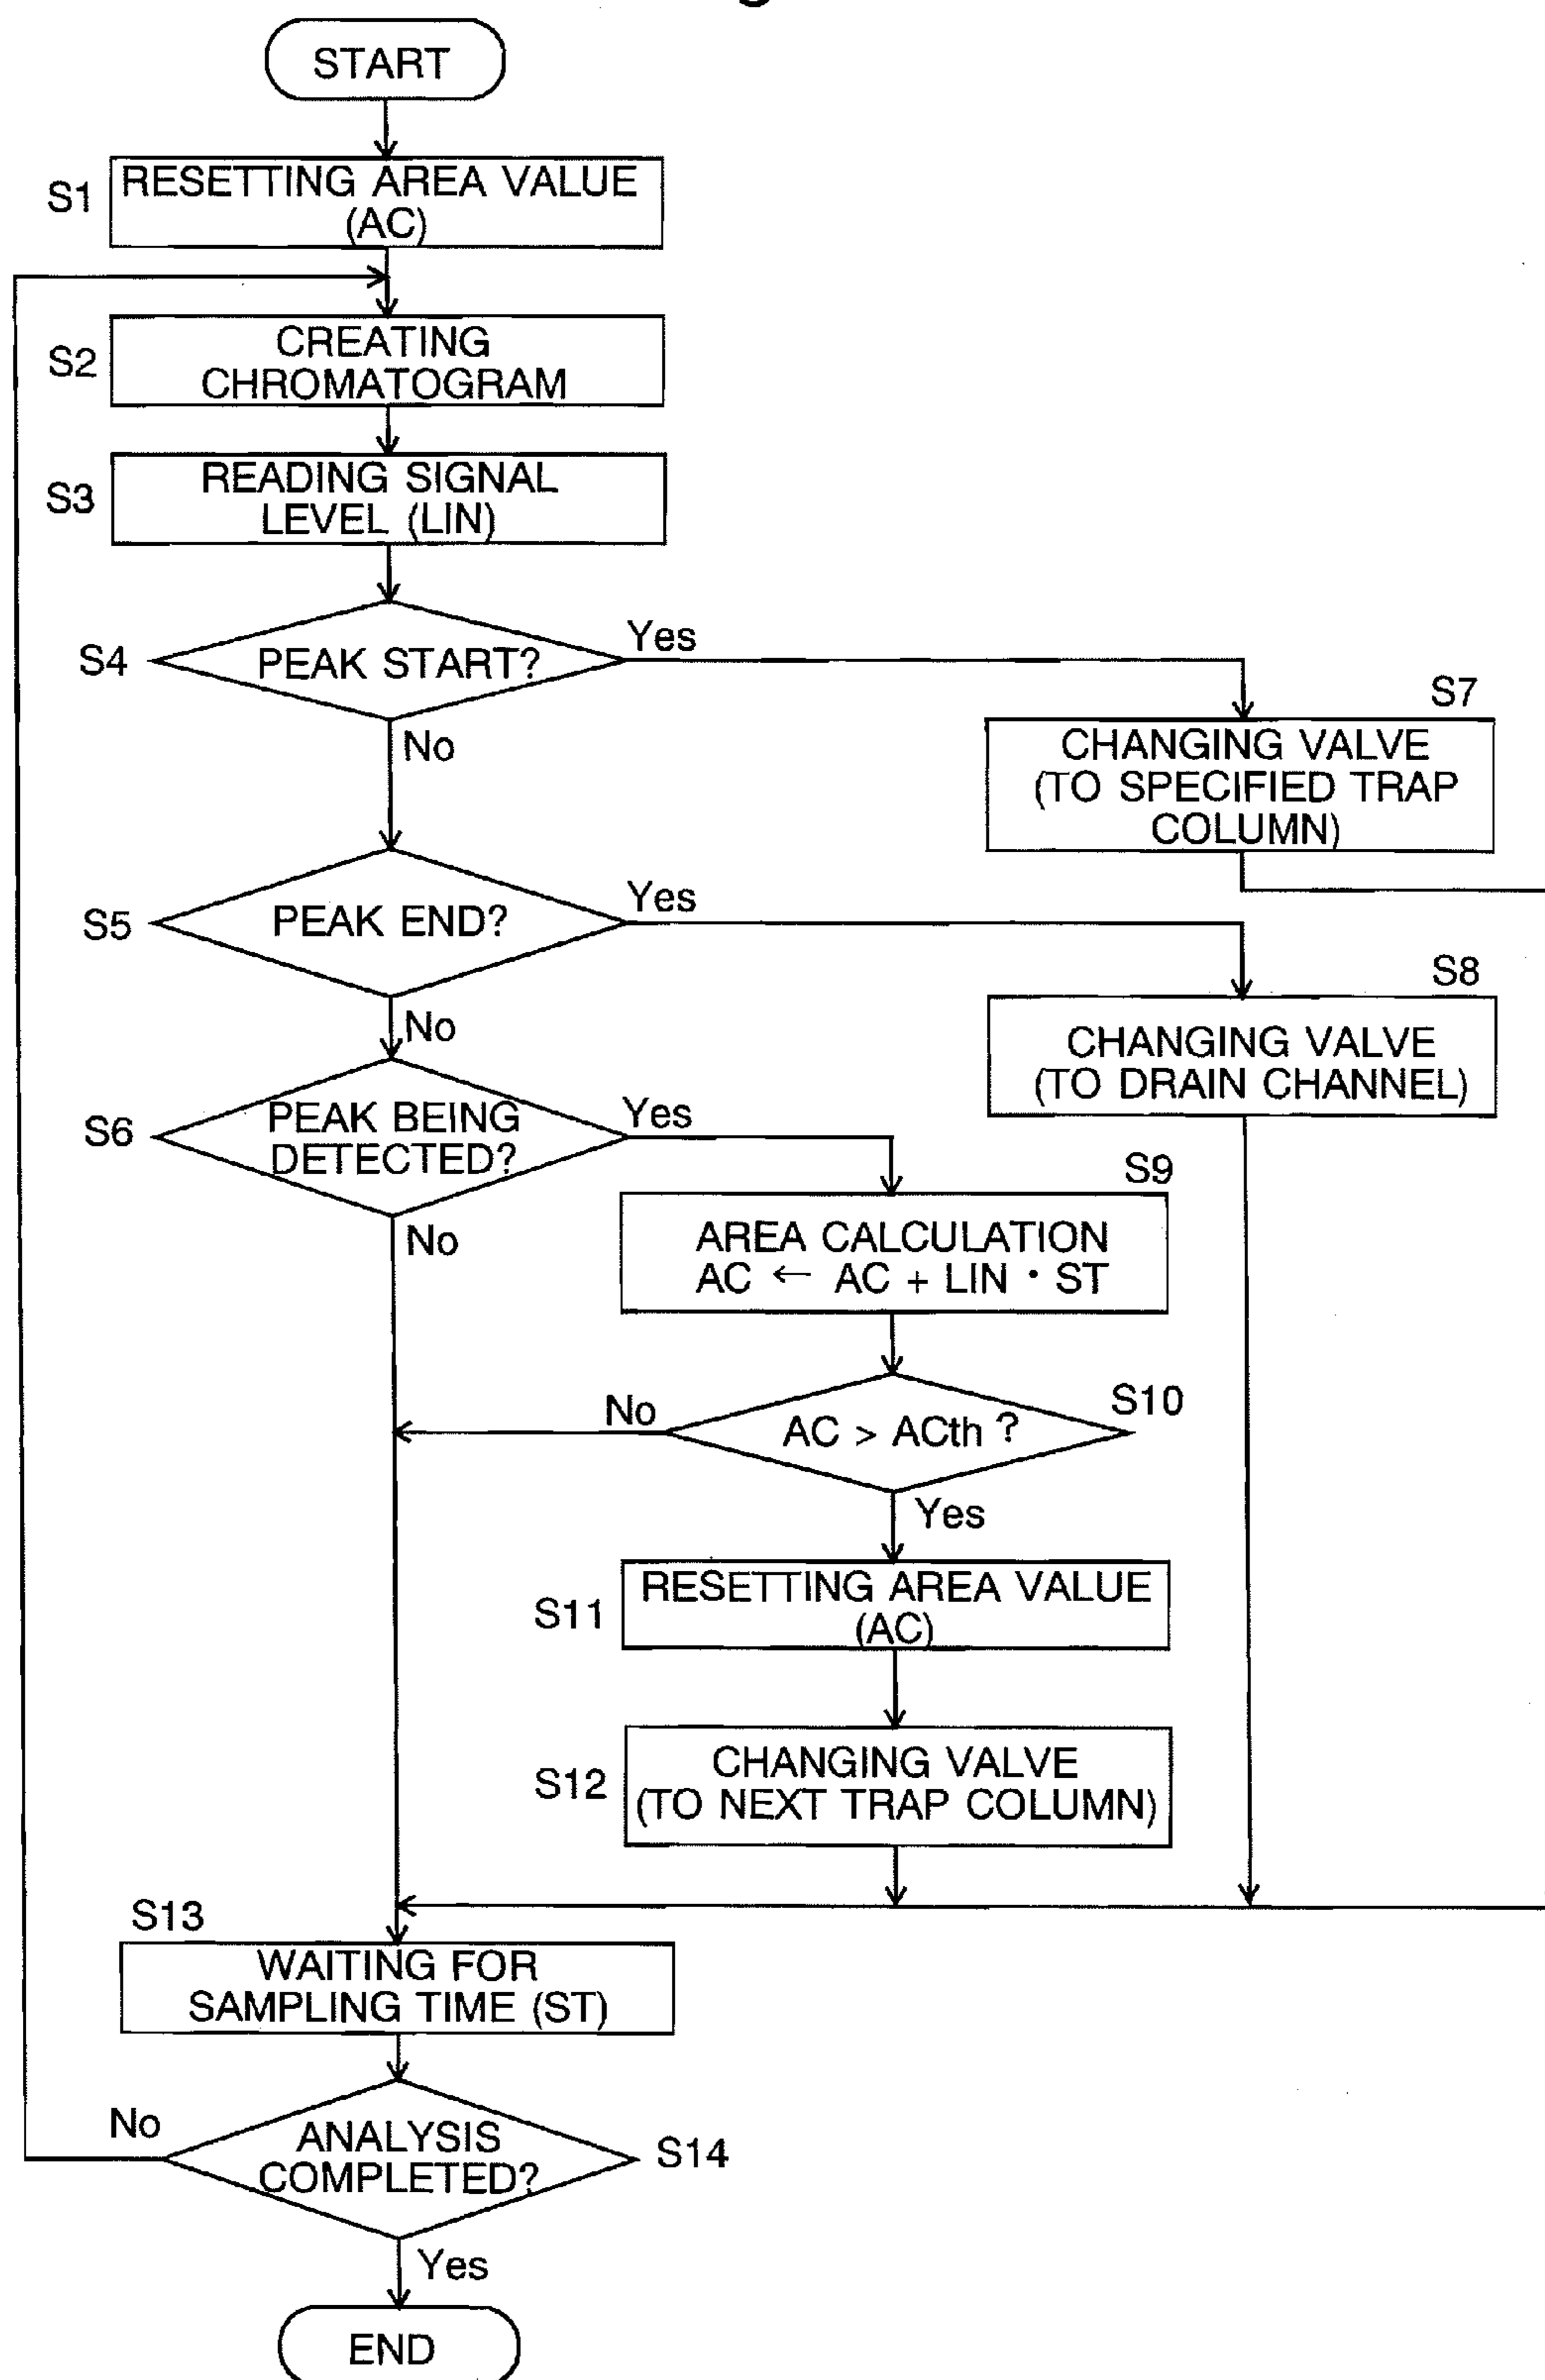 START
S1
RESETTING AREA VALUE
(AC)
S2
CREATING
CHROMATOGRAM
S3
READING SIGNAL
LEVEL (LIN)
S4
PEAK START?
Yes
No
S7
CHANGING VALVE
(TO SPECIFIED TRAP
COLUMN)
S5
PEAK END?
Yes
No
S8
CHANGING VALVE
(TO DRAIN CHANNEL)
S6
PEAK BEING
DETECTED?
Yes
No
S9
AREA CALCULATION
AC ← AC + LIN • ST
S10
AC > ACth ?
No
Yes
S11
RESETTING AREA VALUE
(AC)
S12
CHANGING VALVE
(TO NEXT TRAP COLUMN)
S13
WAITING FOR
SAMPLING TIME (ST)
S14
ANALYSIS
COMPLETED?
No
Yes
END